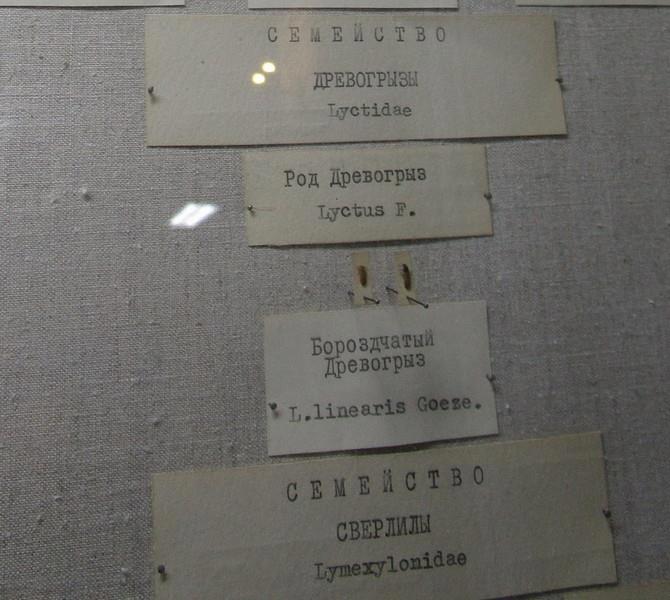 СЕМЕЙСТВО
ДРЕВОГРЫЗЫ
Lyctidae
Род Древогрыз
Lyctus F.
Бороздчатый
Древогрыз
L.linearis Goeze.
СЕМЕЙСТВО
СВЕРЛИЛЫ
Lymexylonidae